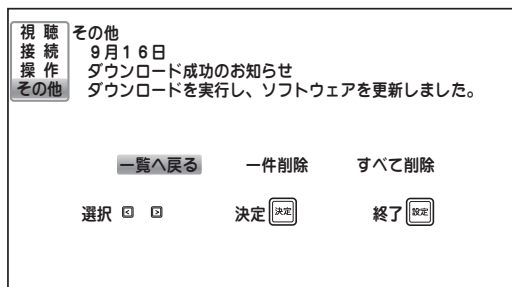 視 聴
接 続
操 作
その他
その他
９月１６日
ダウンロード成功のお知らせ
ダウンロードを実行し、ソフトウェアを更新しました。
一覧へ戻る 一件削除 すべて削除
選択 決定 決定 終了 設定